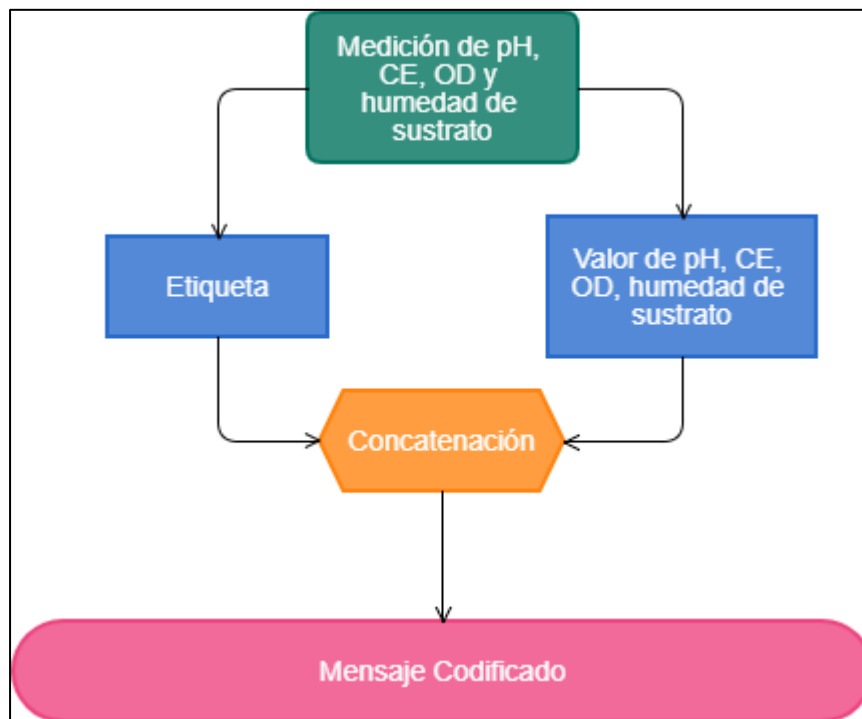 Medición de pH,
CE, OD y
humedad de
sustrato
Etiqueta
Valor de pH, CE,
OD, humedad de
sustrato
Concatenación
Mensaje Codificado